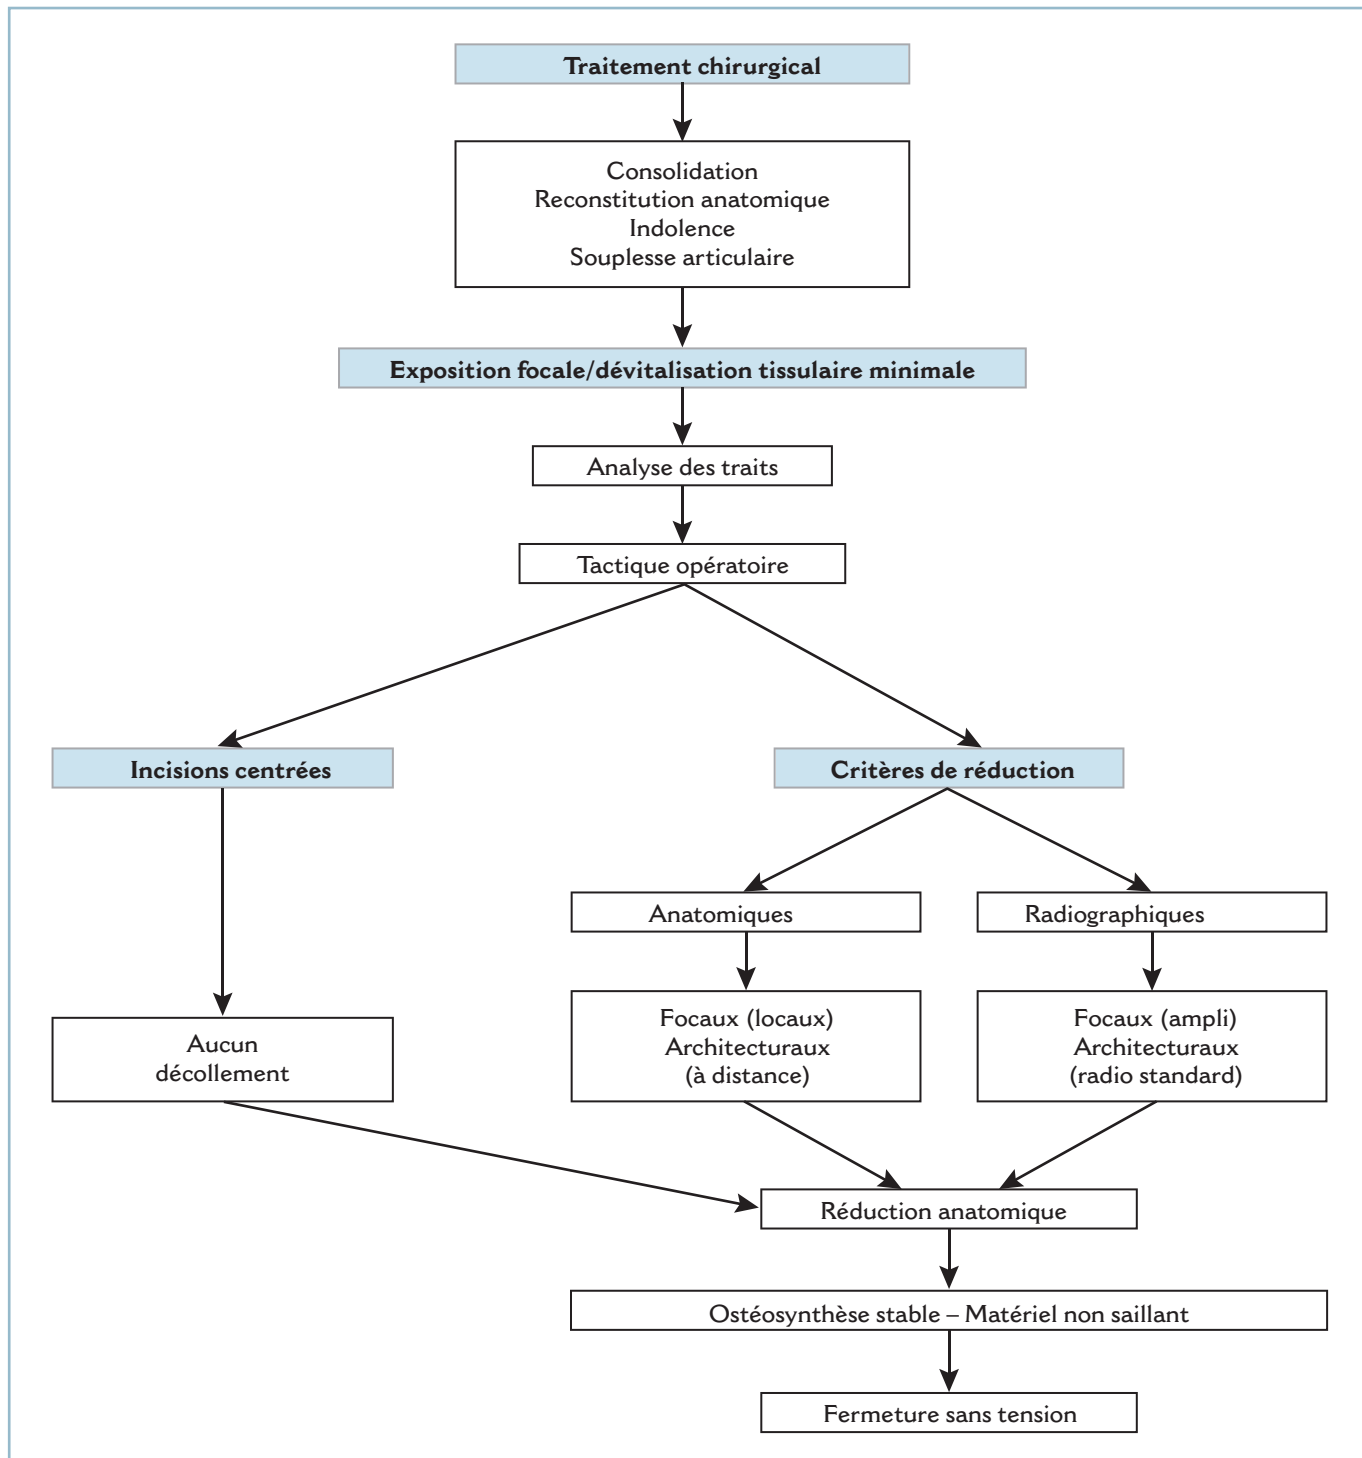 Traitement chirurgical
Consolidation
Reconstitution anatomique
Indolence
Souplesse articulaire
Exposition focale/dévitalisation tissulaire minimale
Analyse des traits
Tactique opératoire
Incisions centrées
Critères de réduction
Anatomiques
Radiographiques
Aucun
décollement
Focaux (locaux)
Architecturaux
(à distance)
Focaux (ampli)
Architecturaux
(radio standard)
Réduction anatomique
Ostéosynthèse stable – Matériel non saillant
Fermeture sans tension